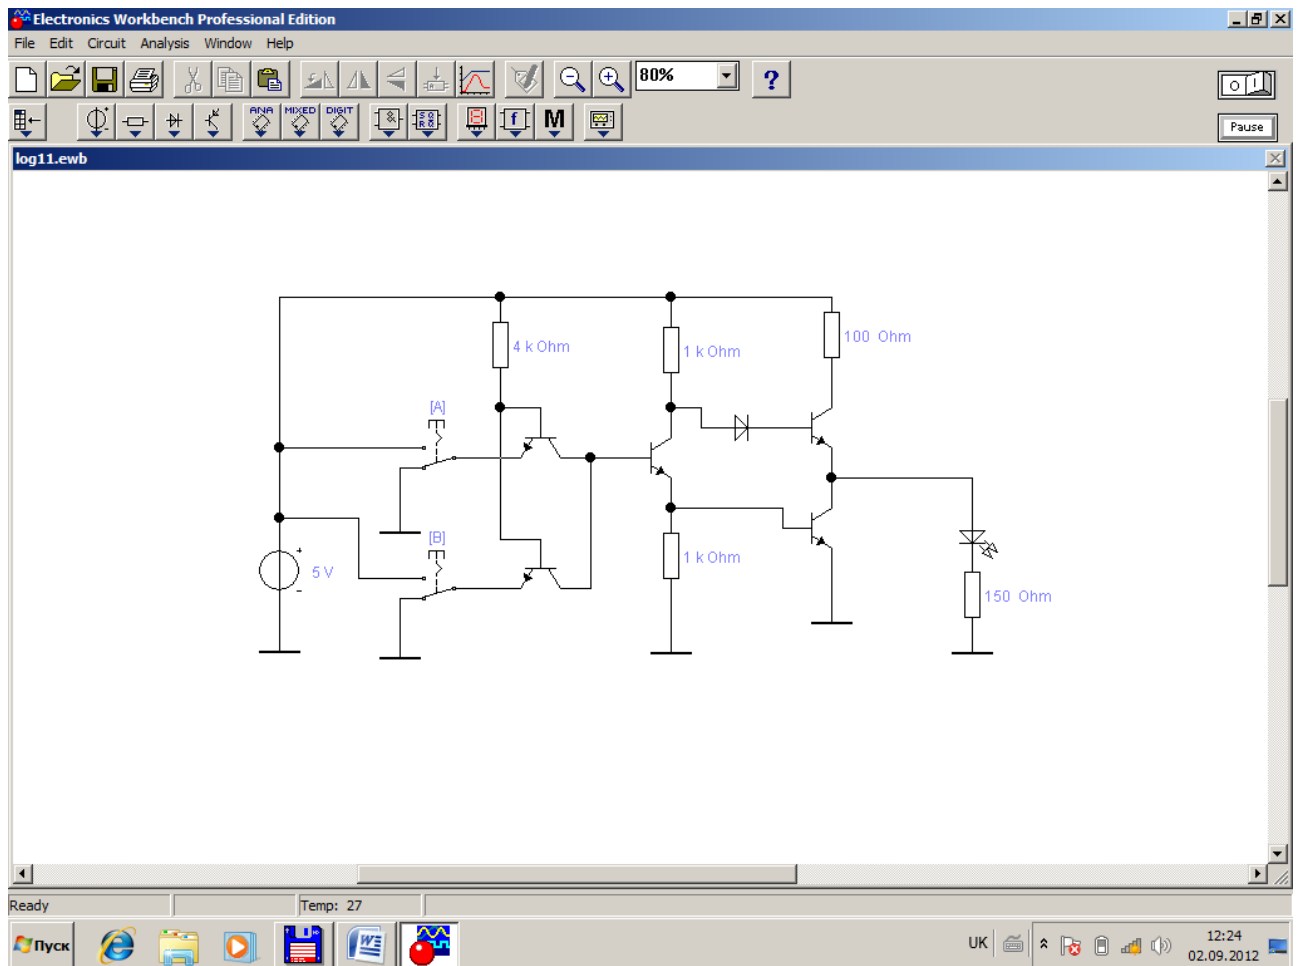 Electronics Workbench Professional Edition
File Edit Circuit Analysis Window Help
80%
?
ANA MIXED DIGIT
M
Pause
log11.ewb
4 k Ohm
1 k Ohm
100 Ohm
[A]
[B]
5 V
1 k Ohm
150 Ohm
Ready
Temp: 27
Пуск
UK
12:24
02.09.2012